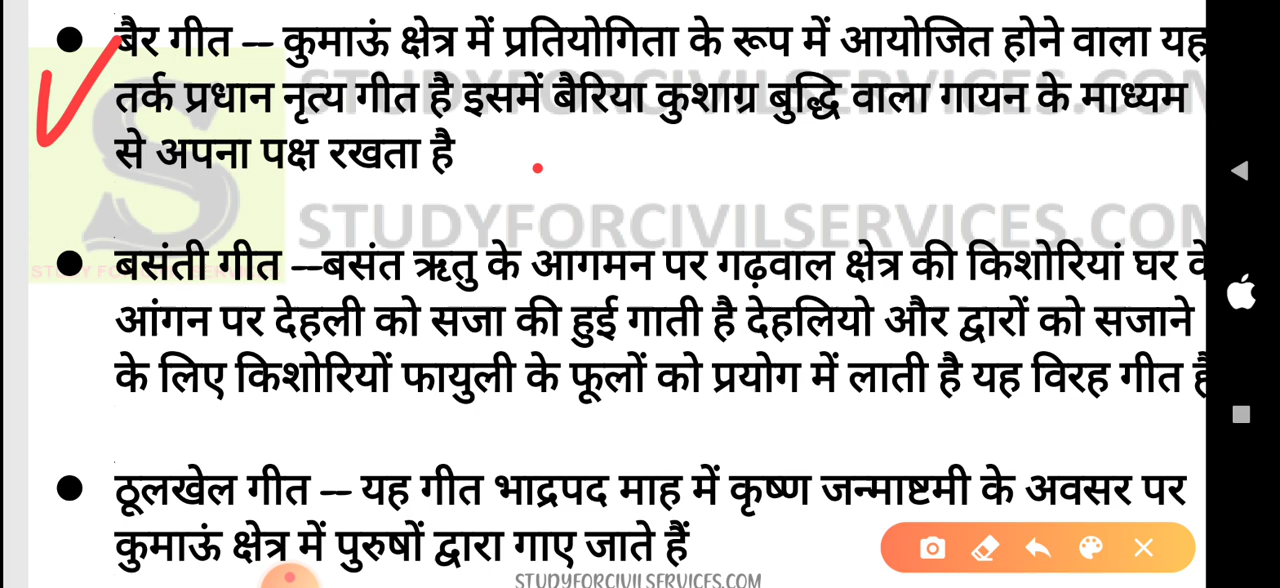 बैर गीत -- कुमाऊं क्षेत्र में प्रतियोगिता के रूप में आयोजित होने वाला यह
तर्क प्रधान नृत्य गीत है इसमें बैरिया कुशाग्र बुद्धि वाला गायन के माध्यम
STUDYFORCIVILSERVICES.COM
से अपना पक्ष रखता है
STUDYFORCIVILSERVICES.COM
बसंती गीत --बसंत ऋतु के आगमन पर गढ़वाल क्षेत्र की किशोरियां घर के
आंगन पर देहली को सजा की हुई गाती है देहलियो और द्वारों को सजाने
के लिए किशोरियों फायुली के फूलों को प्रयोग में लाती है यह विरह गीत है
ठूलखेल गीत -- यह गीत भाद्रपद माह में कृष्ण जन्माष्टमी के अवसर पर
कुमाऊं क्षेत्र में पुरुषों द्वारा गाए जाते हैं
STUDYFORCIVILSERVICES.COM